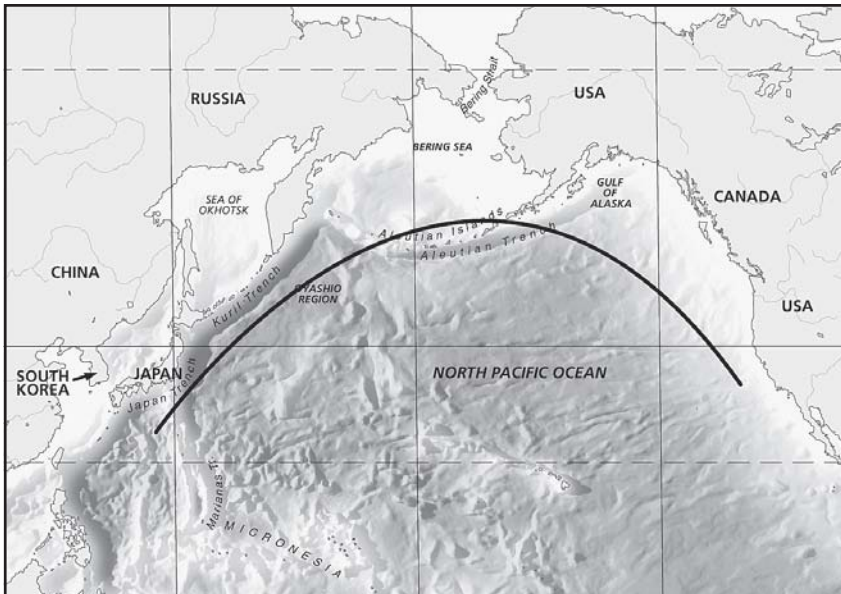 Bering Strait
RUSSIA
USA
BERING SEA
SEA OF
OKHOTSK
GULF
OF
ALASKA
CANADA
Aleutian Islands
Aleutian Trench
CHINA
Kuril Trench
OYASHIO
REGION
USA
SOUTH
KOREA
JAPAN
Japan Trench
NORTH PACIFIC OCEAN
Marianas Tr.
MICRONESIA